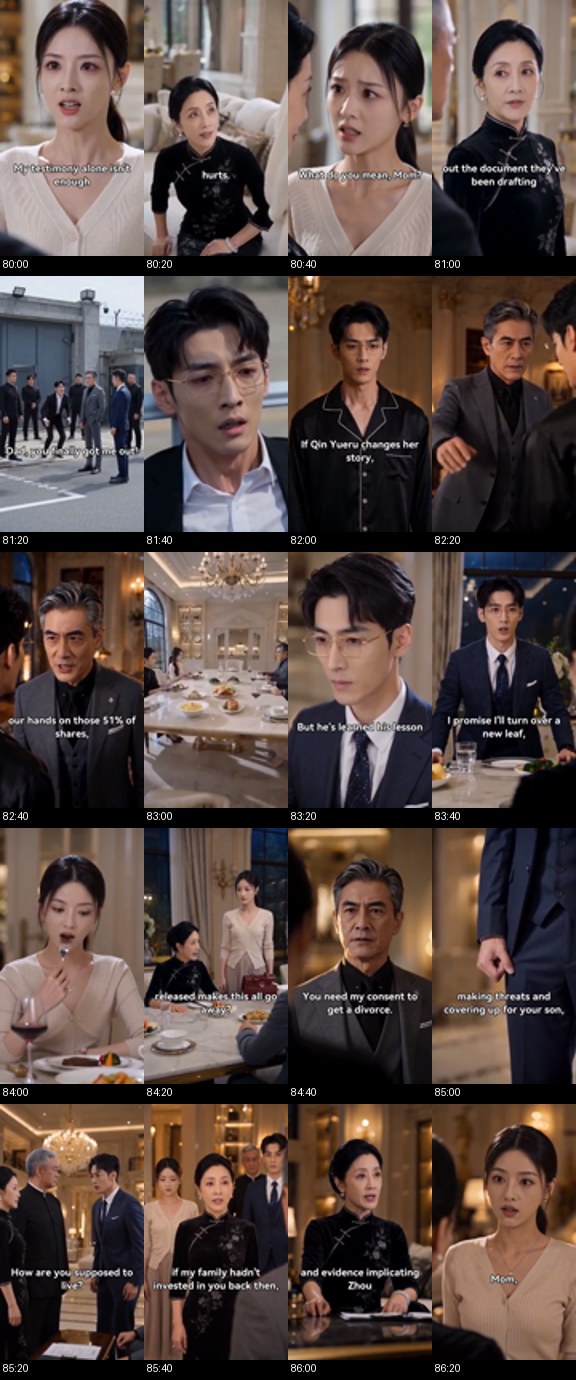 My testimony alone isn't
enough
hurts.
What do you mean, Mom?
out the document they've
been drafting
80:00
80:20
80:40
81:00
Dad, you finally got me out!
If Qin Yueru changes her
story,
81:20
81:40
82:00
82:20
our hands on those 51% of
shares,
But he's learned his lesson
I promise I'll turn over a
new leaf,
82:40
83:00
83:20
83:40
released makes this all go
away?
You need my consent to
get a divorce.
making threats and
covering up for your son,
84:00
84:20
84:40
85:00
How are you supposed to
live?
if my family hadn't
invested in you back then,
and evidence implicating
Zhou
Mom,
85:20
85:40
86:00
86:20